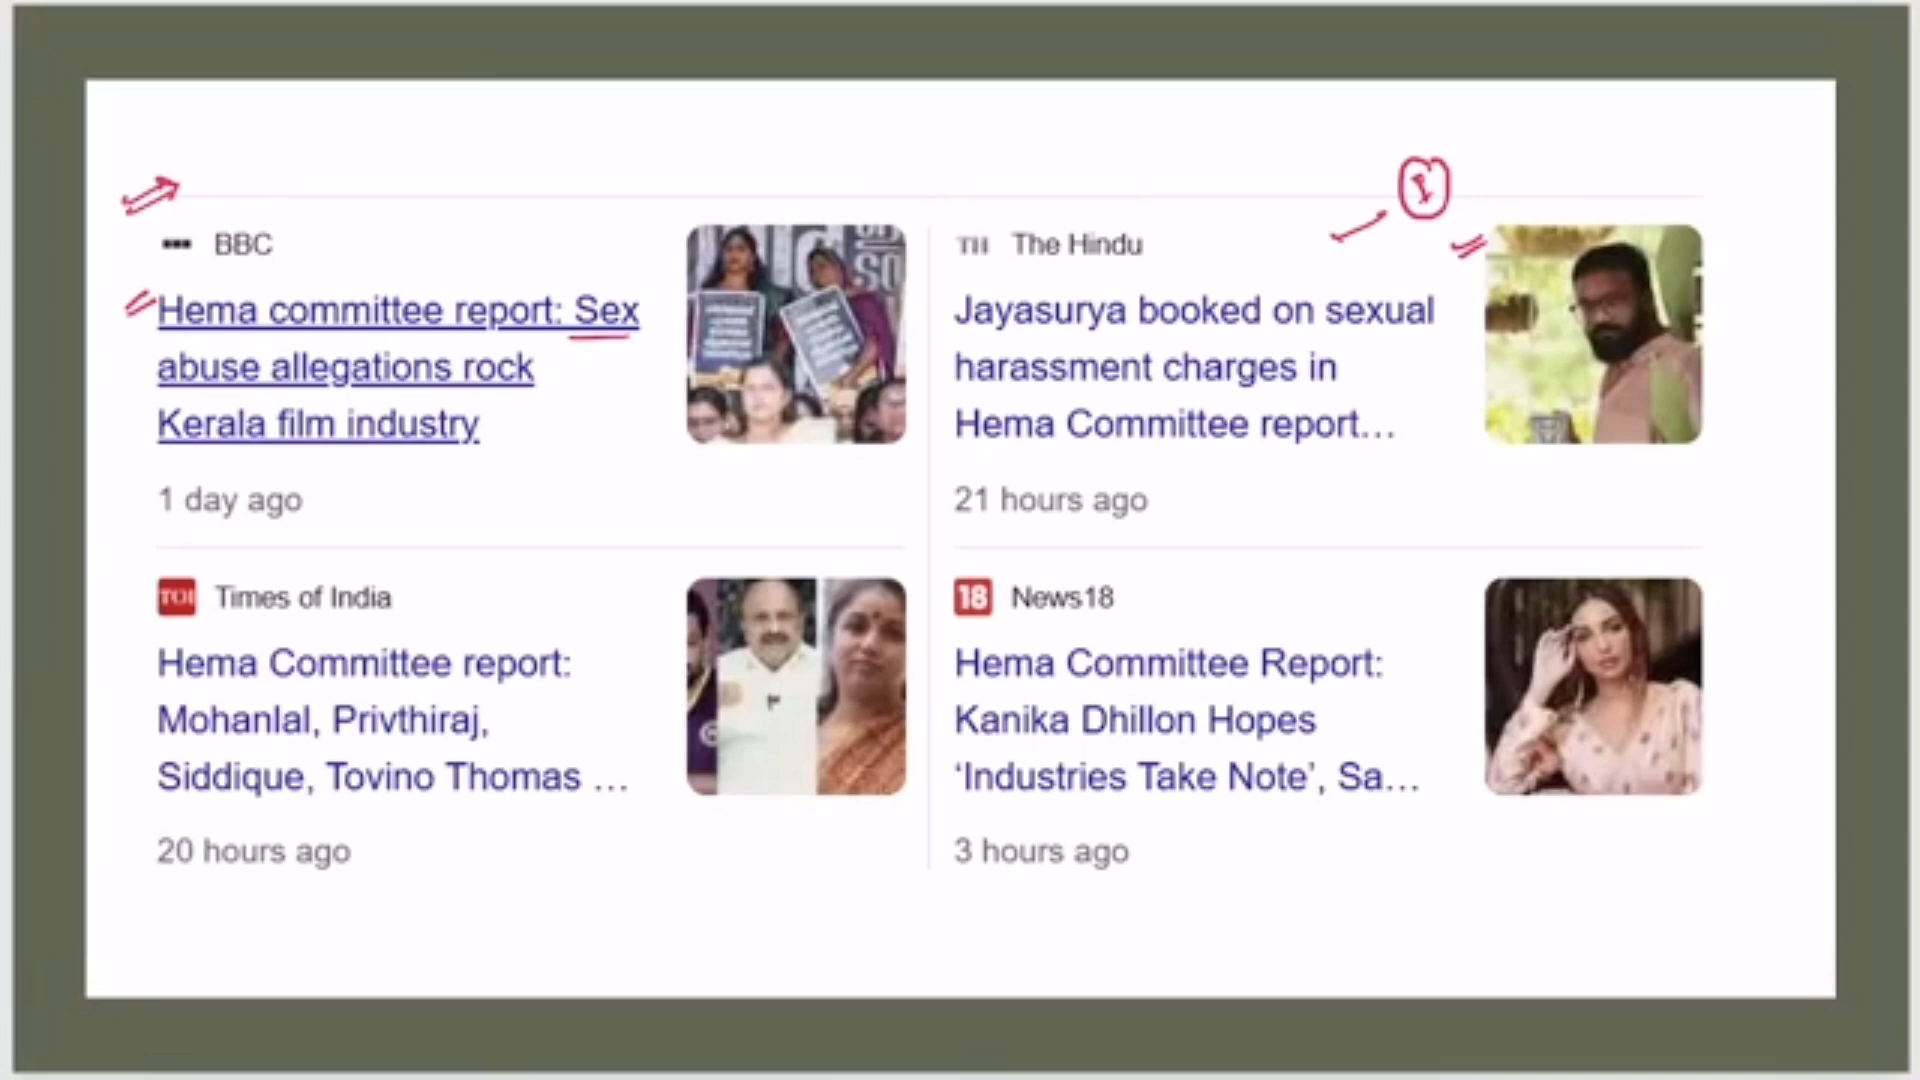 BBC
Hema committee report: Sex
abuse allegations rock
Kerala film industry
1 day ago
TH The Hindu
Jayasurya booked on sexual
harassment charges in
Hema Committee report...
21 hours ago
TOI Times of India
Hema Committee report:
Mohanlal, Privthiraj,
Siddique, Tovino Thomas ...
20 hours ago
18 News18
Hema Committee Report:
Kanika Dhillon Hopes
‘Industries Take Note’, Sa...
3 hours ago